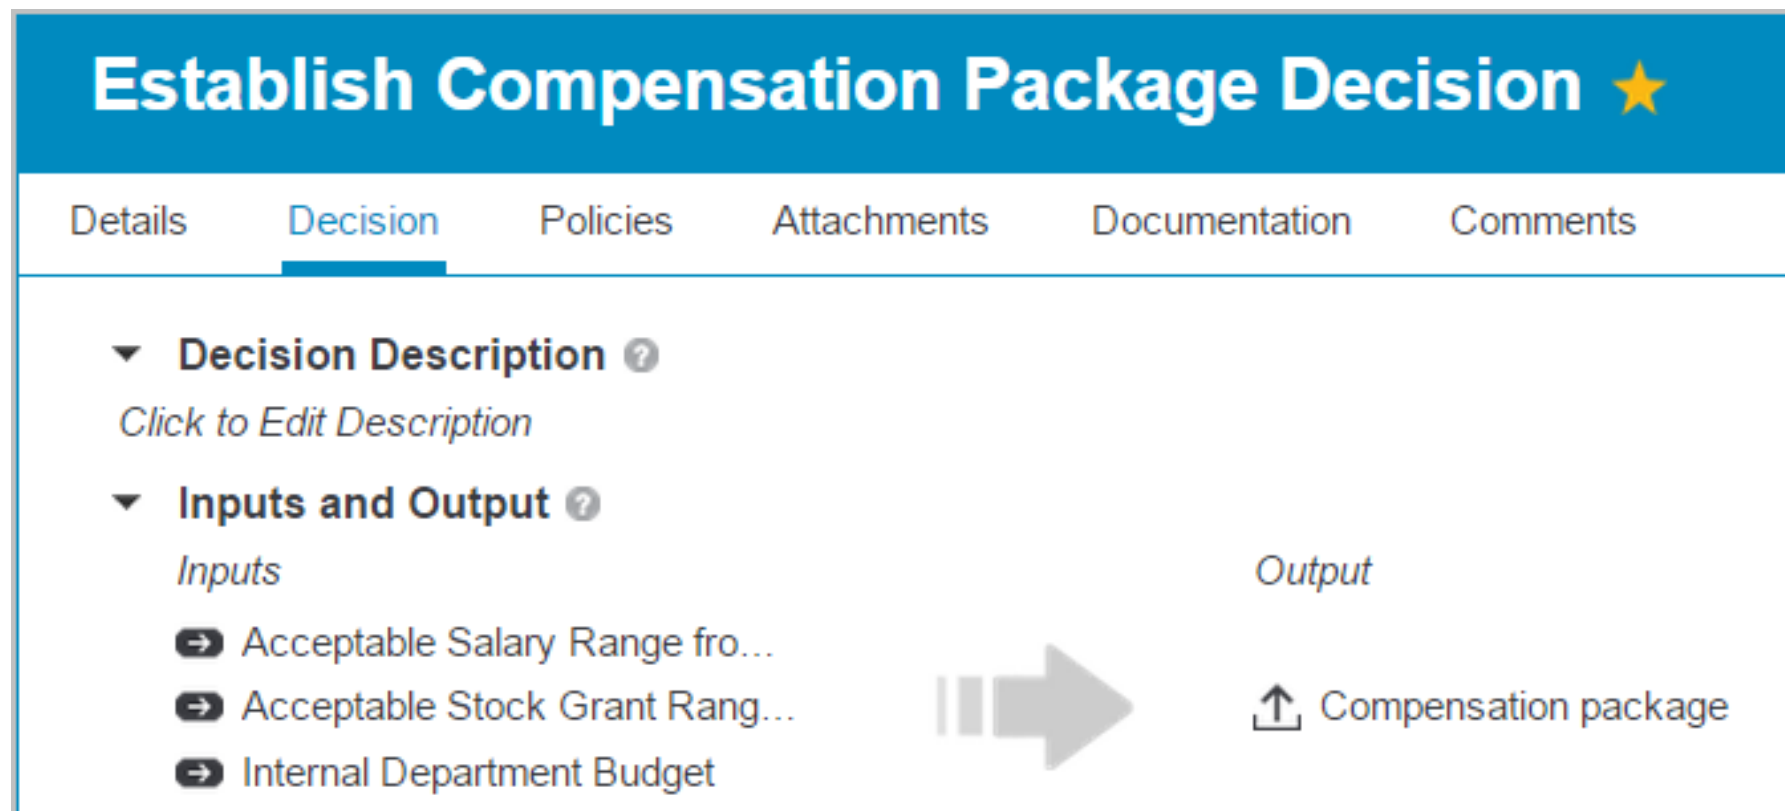 Establish Compensation Package Decision
Details Decision Policies Attachments Documentation Comments
Decision Description ?
Click to Edit Description
Inputs and Output ?
Inputs Output
Acceptable Salary Range fro...
Acceptable Stock Grant Rang...
Compensation package
Internal Department Budget